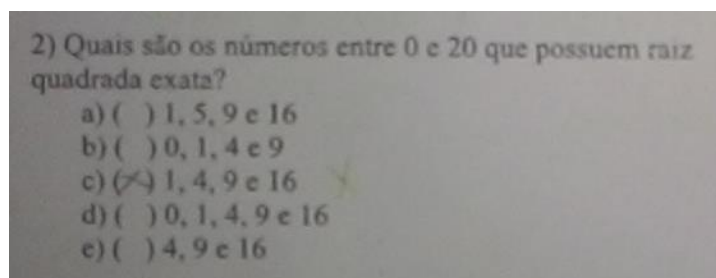 2) Quais são os números entre 0 e 20 que possuem raiz
quadrada exata?
a) ( ) 1, 5, 9 e 16
b) ( ) 0, 1, 4 e 9
c) (X) 1, 4, 9 e 16
d) ( ) 0, 1, 4, 9 e 16
e) ( ) 4, 9 e 16